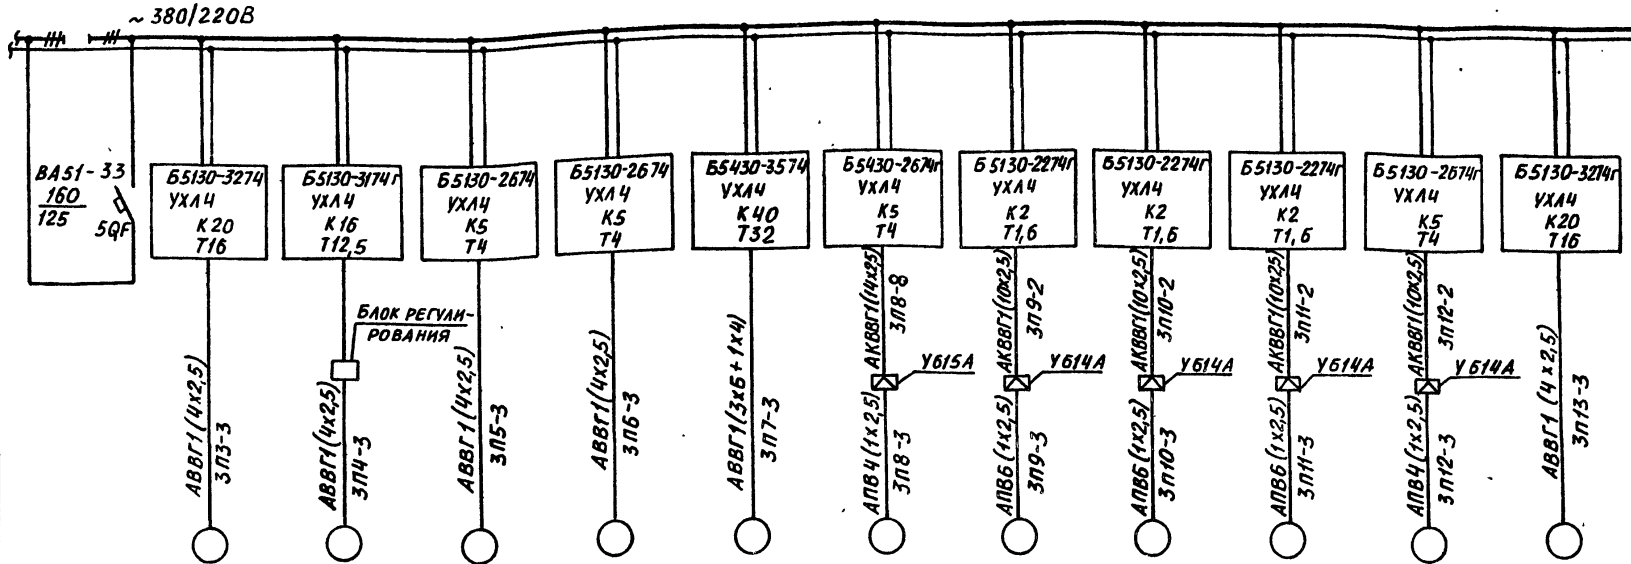 ~ 380/220В
ВА51-33
160
125
5QF
Б5130-3274
УХЛ4
К20
Т16
Б5130-3174г
УХЛ4
К16
Т12,5
Б5130-2674
УХЛ4
К5
Т4
Б5130-2674
УХЛ4
К5
Т4
Б5430-3574
УХЛ4
К40
Т32
Б5430-2674г
УХЛ4
К5
Т4
Б5130-2274г
УХЛ4
К2
Т1,6
Б5130-2274г
УХЛ4
К2
Т1,6
Б5130-2274г
УХЛ4
К2
Т1,6
Б5130-2674г
УХЛ4
К5
Т4
Б5130-3274г
УХЛ4
К20
Т16
БЛОК РЕГУЛИ-
РОВАНИЯ
АВВГ1(4х2,5)
3П3-3
АВВГ1(4х2,5)
3П4-3
АВВГ1(4х2,5)
3П5-3
АВВГ1(4х2,5)
3П6-3
АВВГ1(3х6+1х4)
3П7-3
АКВВГ1(14х2,5)
3П8-8
У615А
АПВ4(1х2,5)
3П8-3
АКВВГ1(10х2,5)
3П9-2
У614А
АПВ6(1х2,5)
3П9-3
АКВВГ1(10х2,5)
3П10-2
У614А
АПВ6(1х2,5)
3П10-3
АКВВГ1(10х2,5)
3П11-2
У614А
АПВ6(1х2,5)
3П11-3
АКВВГ1(10х2,5)
3П12-2
У614А
АПВ4(1х2,5)
3П12-3
АВВГ1(4х2,5)
3П13-3